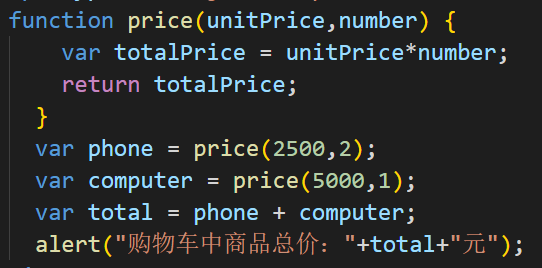 function price(unitPrice,number) {
var totalPrice = unitPrice*number;
return totalPrice;
}
var phone = price(2500,2);
var computer = price(5000,1);
var total = phone + computer;
alert("购物车中商品总价："+total+"元");